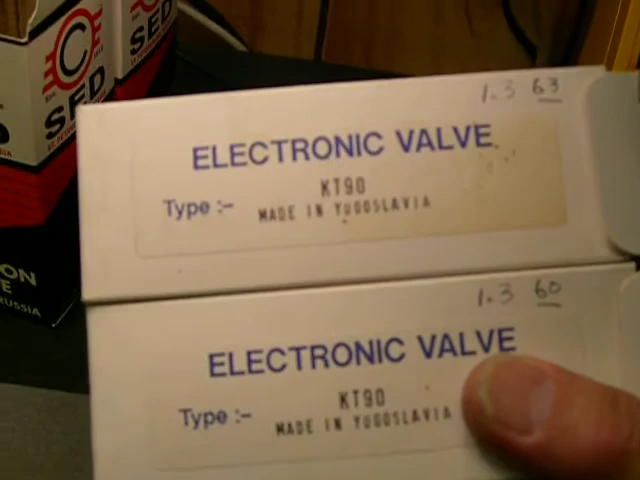 C
SED
SED
ON
E
RUSSIA
1.3 63
ELECTRONIC VALVE
KT90
Type :-
MADE IN YUGOSLAVIA
1.3 60
ELECTRONIC VALVE
KT90
Type :-
MADE IN YUGOSLAVIA